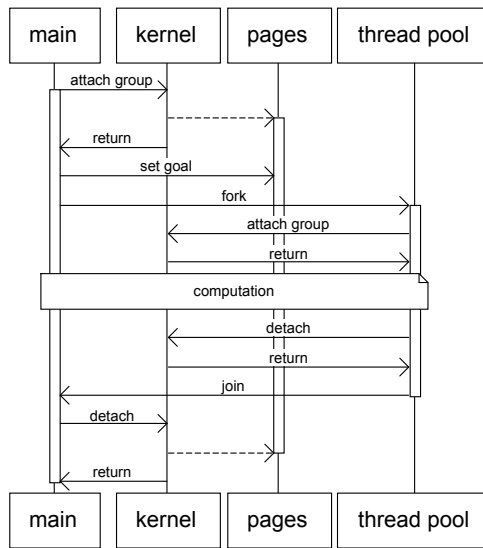 main kernel pages thread pool
attach group
return
set goal
fork
attach group
return
computation
detach
return
join
detach
return
main kernel pages thread pool